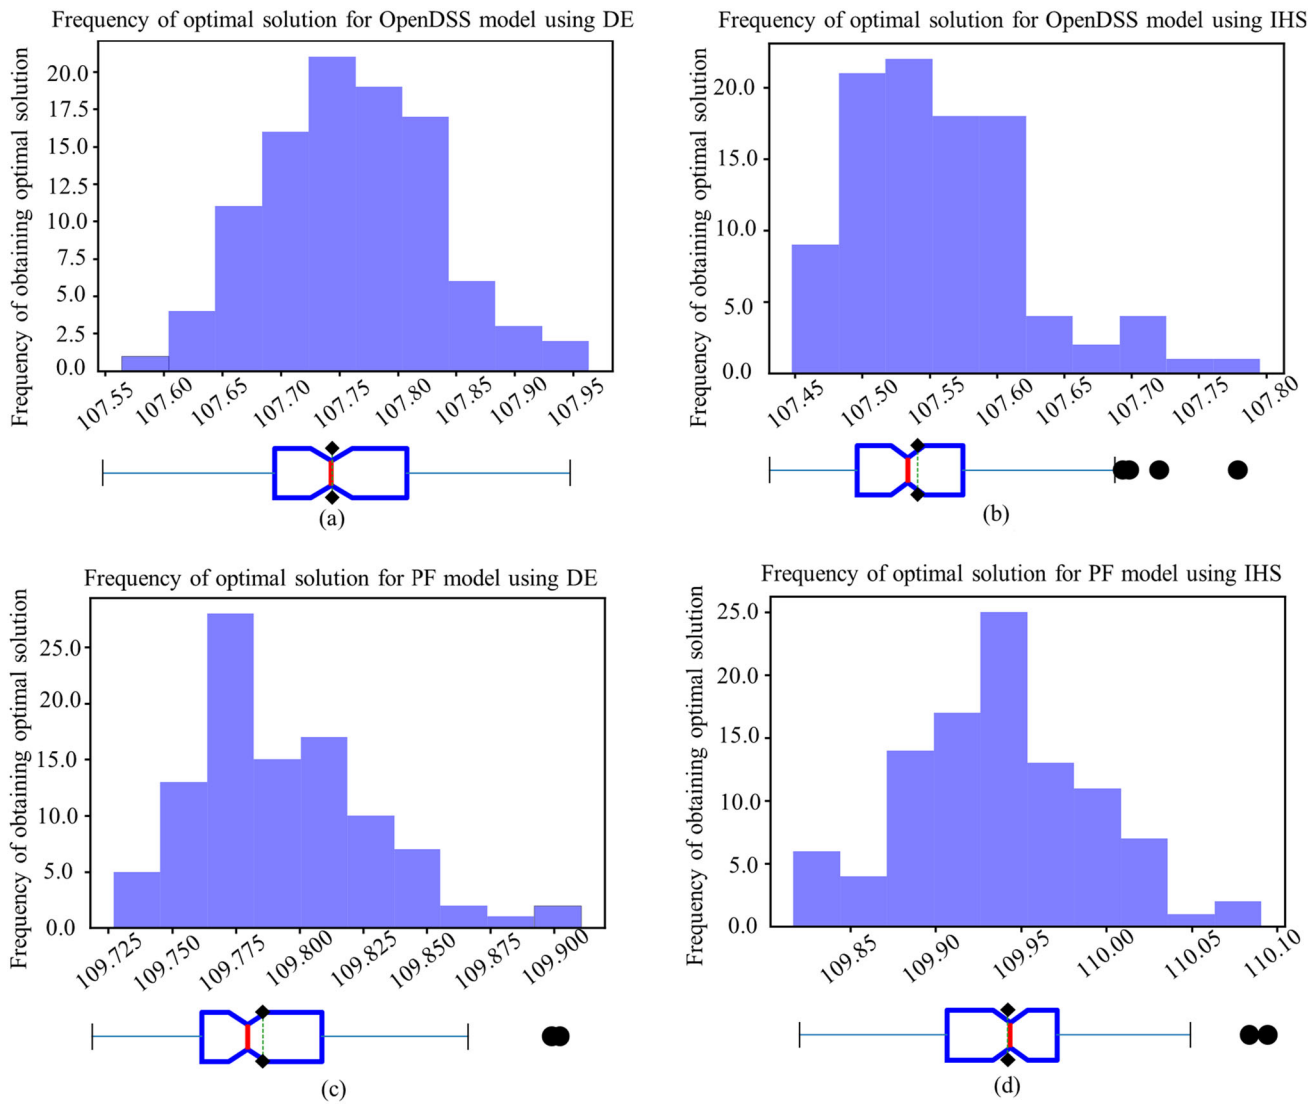 Frequency of optimal solution for OpenDSS model using DE
Frequency of obtaining optimal solution
20.0
17.5
15.0
12.5
10.0
7.5
5.0
2.5
0.0
107.55 107.60 107.65 107.70 107.75 107.80 107.85 107.90 107.95
(a)
Frequency of optimal solution for OpenDSS model using IHS
Frequency of obtaining optimal solution
20.0
15.0
10.0
5.0
0.0
107.45 107.50 107.55 107.60 107.65 107.70 107.75 107.80
(b)
Frequency of optimal solution for PF model using DE
Frequency of obtaining optimal solution
25.0
20.0
15.0
10.0
5.0
0.0
109.725 109.750 109.775 109.800 109.825 109.850 109.875 109.900
(c)
Frequency of optimal solution for PF model using IHS
Frequency of obtaining optimal solution
25.0
20.0
15.0
10.0
5.0
0.0
109.85 109.90 109.95 110.00 110.05 110.10
(d)